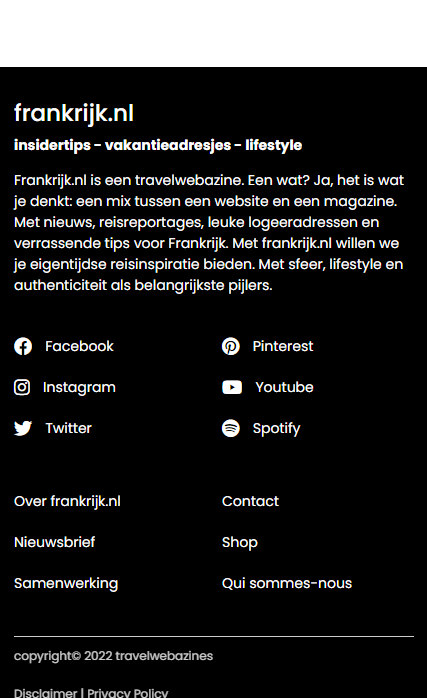 frankrijk.nl
insidertips - vakantieadresjes - lifestyle
Frankrijk.nl is een travelwebazine. Een wat? Ja, het is wat
je denkt: een mix tussen een website en een magazine.
Met nieuws, reisreportages, leuke logeeradressen en
verrassende tips voor Frankrijk. Met frankrijk.nl willen we
je eigentijdse reisinspiratie bieden. Met sfeer, lifestyle en
authenticiteit als belangrijkste pijlers.
Facebook
Pinterest
Instagram
Youtube
Twitter
Spotify
Over frankrijk.nl
Contact
Nieuwsbrief
Shop
Samenwerking
Qui sommes-nous
copyright© 2022 travelwebazines
Disclaimer | Privacy Policy